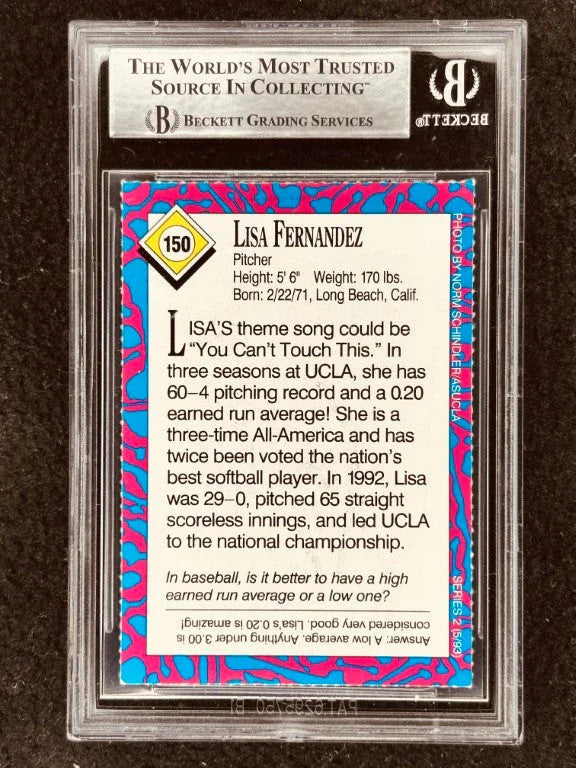 THE WORLD'S MOST TRUSTED
SOURCE IN COLLECTING™
B BECKETT GRADING SERVICES
B
BECKETT®
150
LISA FERNANDEZ
Pitcher
Height: 5' 6" Weight: 170 lbs.
Born: 2/22/71, Long Beach, Calif.
LISA'S theme song could be
“You Can't Touch This.” In
three seasons at UCLA, she has
60–4 pitching record and a 0.20
earned run average! She is a
three-time All-America and has
twice been voted the nation's
best softball player. In 1992, Lisa
was 29–0, pitched 65 straight
scoreless innings, and led UCLA
to the national championship.
In baseball, is it better to have a high
earned run average or a low one?
Answer: A low average. Anything under 3.00 is
considered very good. Lisa's 0.20 is amazing!
PHOTO BY NORM SCHINDLER/ASUCLA
SERIES 2 (5/93)